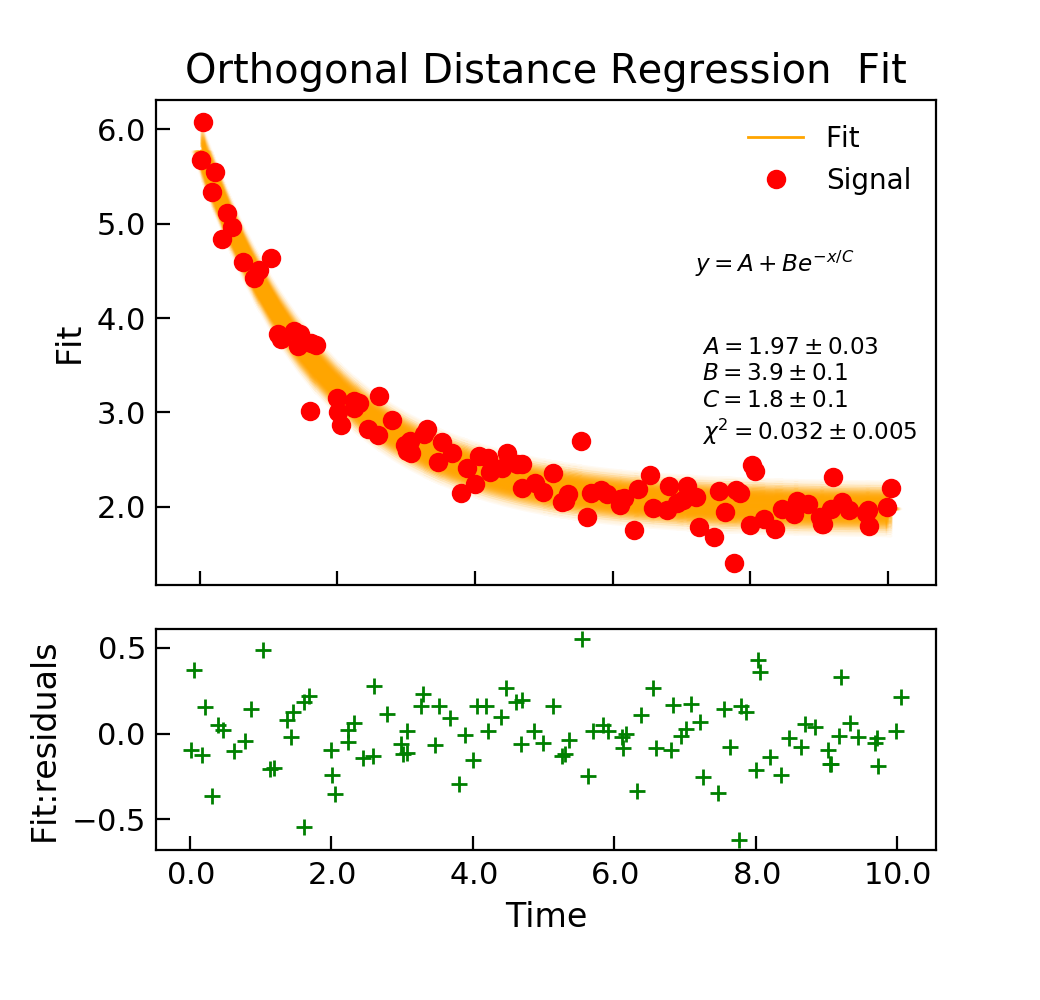 Orthogonal Distance Regression  Fit
6.0
5.0
4.0
3.0
2.0
Fit
Fit
Signal
y = A + Be^{-x/C}
A = 1.97 ± 0.03
B = 3.9 ± 0.1
C = 1.8 ± 0.1
χ² = 0.032 ± 0.005
0.5
0.0
−0.5
Fit:residuals
0.0 2.0 4.0 6.0 8.0 10.0
Time